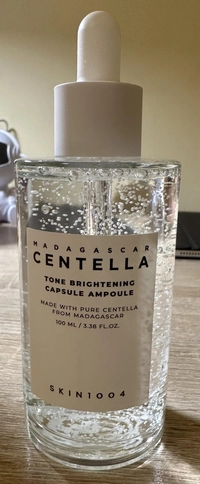 MADAGASCAR
CENTELLA
TONE BRIGHTENING
CAPSULE AMPOULE
MADE WITH PURE CENTELLA
FROM MADAGASCAR
100 ML / 3.38 FL.OZ.
SKIN1004